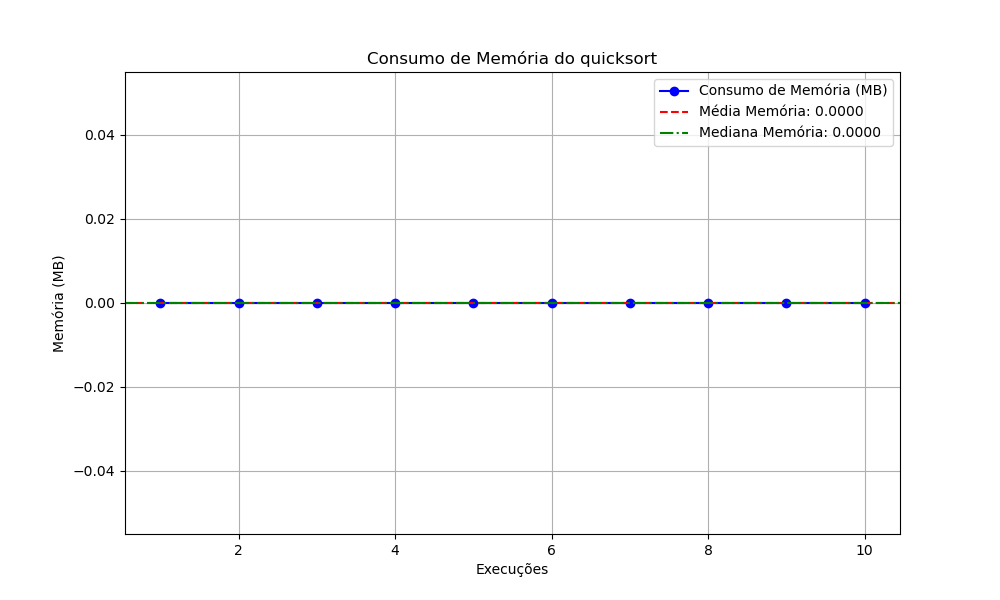 Consumo de Memória do quicksort
Consumo de Memória (MB)
Média Memória: 0.0000
Mediana Memória: 0.0000
Memória (MB)
0.04
0.02
0.00
−0.02
−0.04
2 4 6 8 10
Execuções